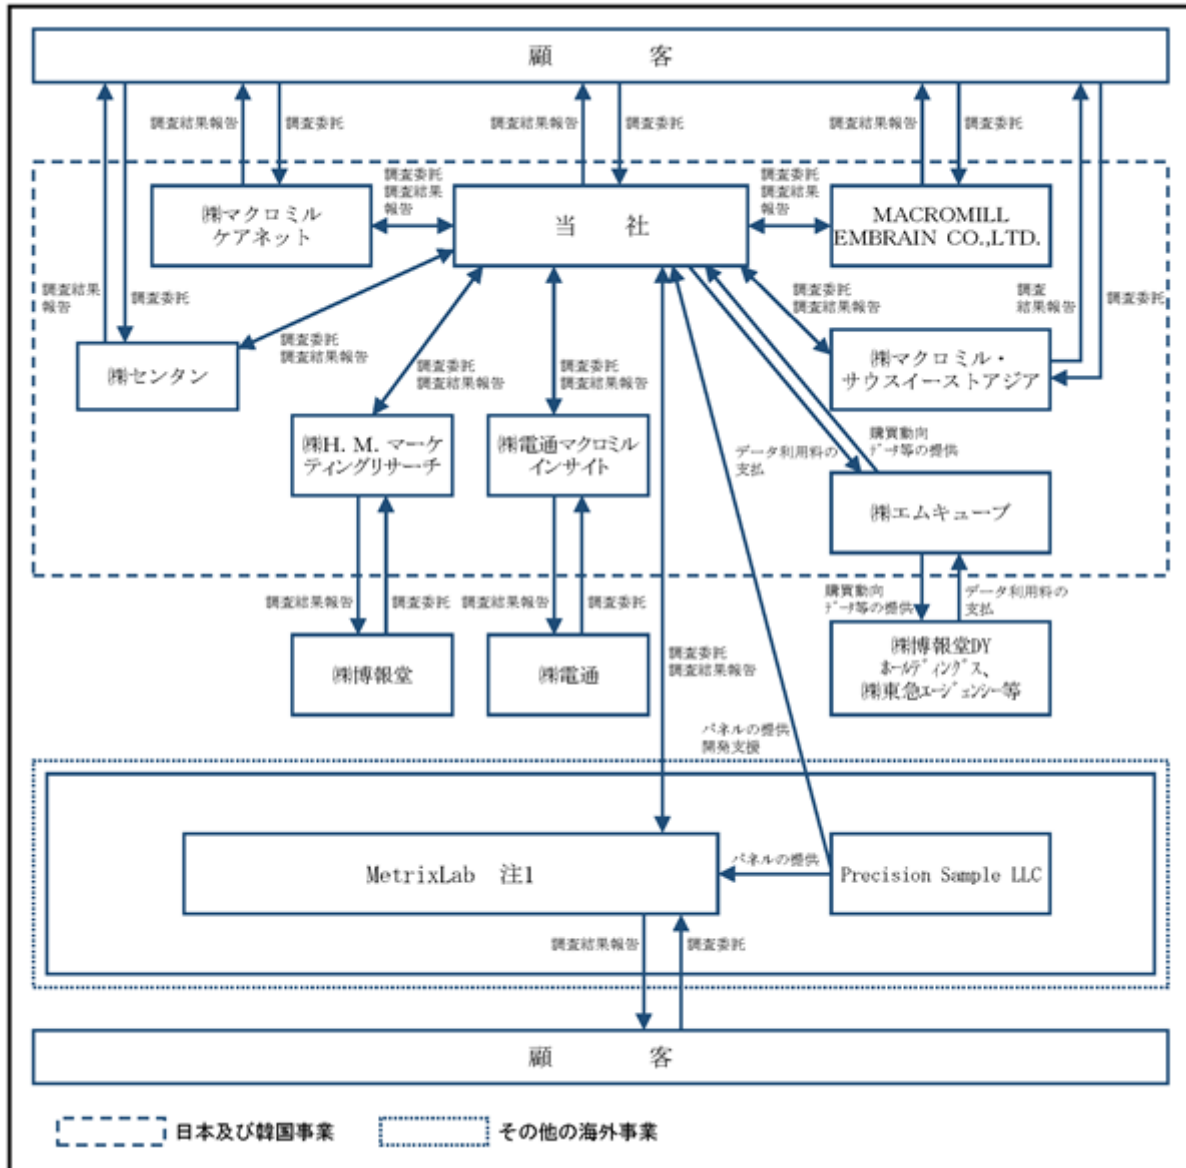 顧　客
調査結果報告
調査委託
調査結果報告
調査委託
調査結果報告
調査委託
㈱マクロミル
ケアネット
調査委託
調査結果
報告
当　社
調査委託
調査結果
報告
MACROMILL
EMBRAIN CO.,LTD.
調査結果
報告
調査委託
調査委託
調査結果報告
調査
結果報告
調査委託
㈱センタン
調査委託
調査結果報告
調査委託
調査結果報告
調査委託
調査結果報告
㈱マクロミル・
サウスイーストアジア
㈱H. M. マーケ
ティングリサーチ
㈱電通マクロミル
インサイト
データ利用料の
支払
購買動向
データ等の提供
㈱エムキューブ
調査結果報告
調査委託
調査結果報告
調査委託
購買動向
データ等の提供
データ利用料の
支払
㈱博報堂
㈱電通
調査委託
調査結果報告
㈱博報堂DY
ホールディングス、
㈱東急エージェンシー等
パネルの提供
開発支援
MetrixLab　注1
パネルの提供
Precision Sample LLC
調査結果報告
調査委託
顧　客
日本及び韓国事業
その他の海外事業